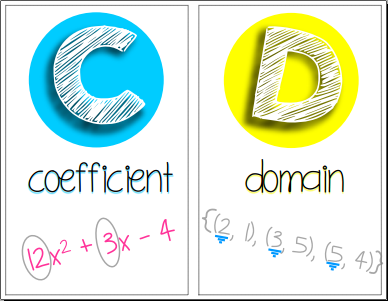 C
coefficient
12x² + 3x - 4
D
domain
{(2, 1), (3, 5), (5, 4)}